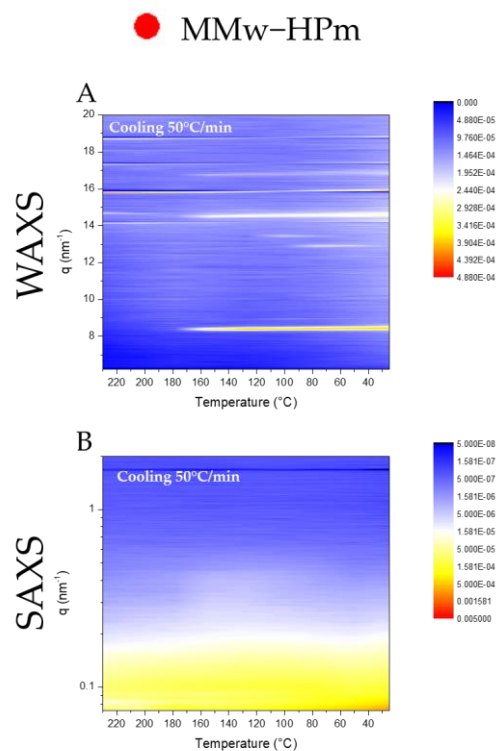 MMw–HPm
A
Cooling 50°C/min
WAXS
q (nm⁻¹)
20
18
16
14
12
10
8
220 200 180 160 140 120 100 80 60 40
Temperature (°C)
0.000
4.880E-05
9.760E-05
1.464E-04
1.952E-04
2.440E-04
2.928E-04
3.416E-04
3.904E-04
4.392E-04
4.880E-04
B
Cooling 50°C/min
SAXS
q (nm⁻¹)
1
0.1
220 200 180 160 140 120 100 80 60 40
Temperature (°C)
5.000E-08
1.581E-07
5.000E-07
1.581E-06
5.000E-06
1.581E-05
5.000E-05
1.581E-04
5.000E-04
0.001581
0.005000